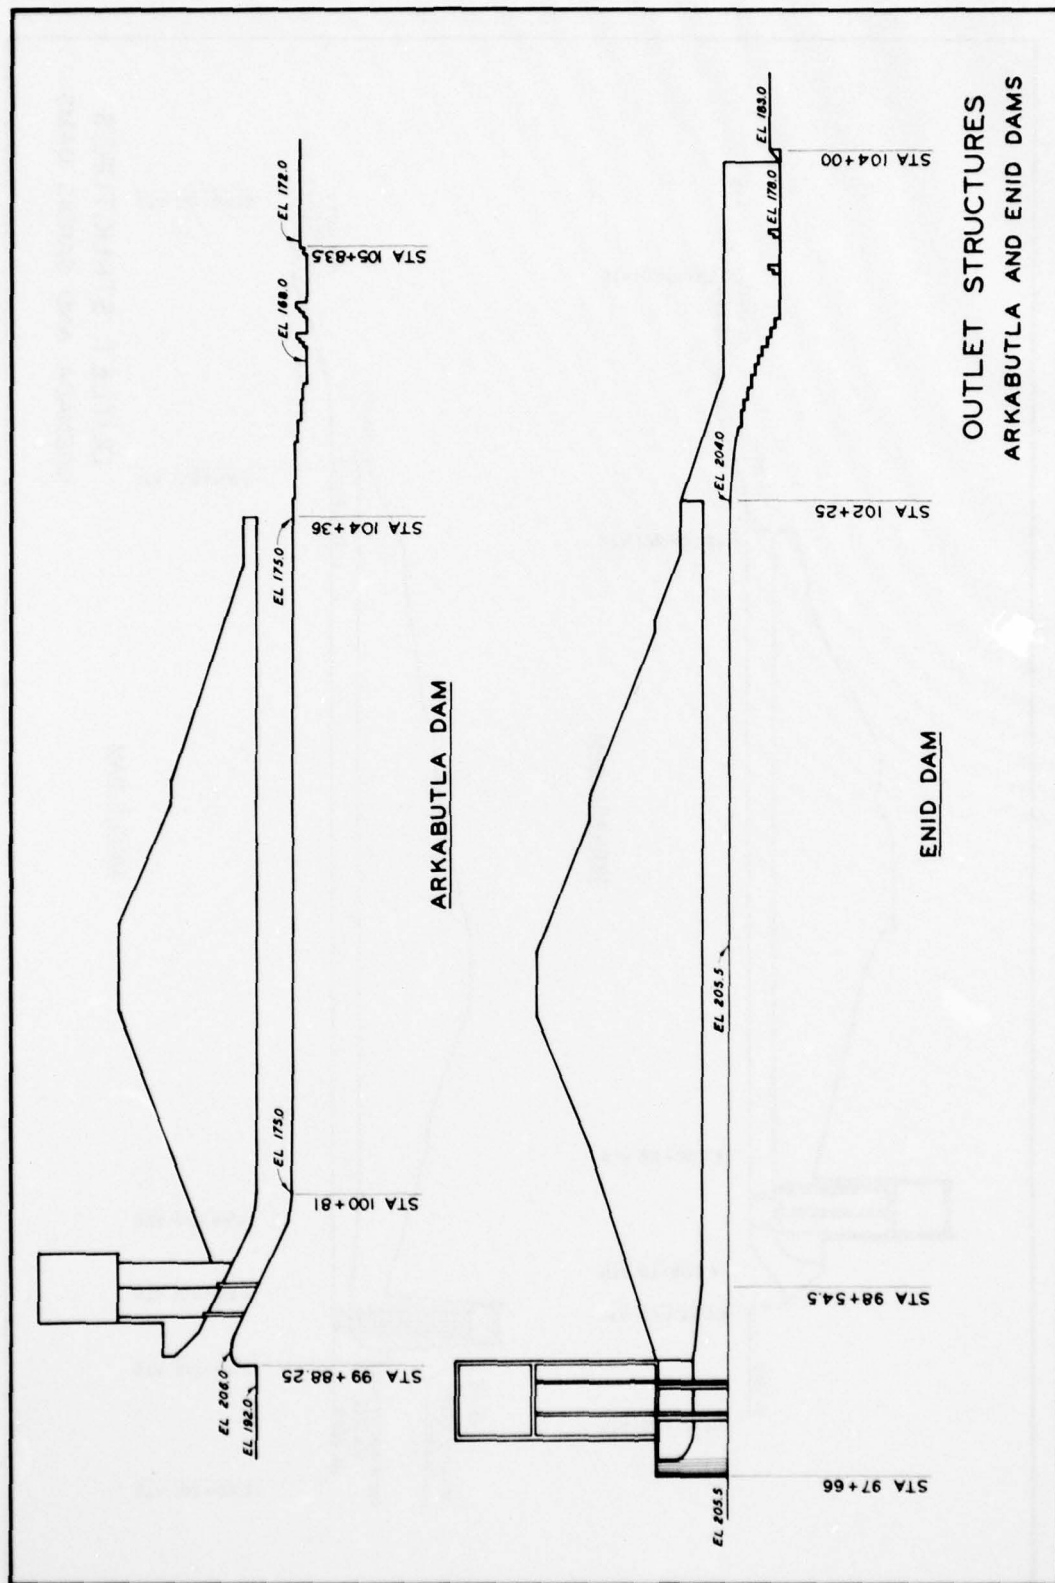 EL 192.0
EL 206.0
STA 99+88.25
EL 175.0
STA 100+81
EL 175.0
STA 104+36
EL 168.0
EL 172.0
STA 105+83.5
ARKABUTLA DAM
EL 205.5
STA 97+66
STA 98+54.5
EL 205.5
EL 204.0
STA 102+25
EL 178.0
EL 183.0
STA 104+00
ENID DAM
OUTLET STRUCTURES
ARKABUTLA AND ENID DAMS